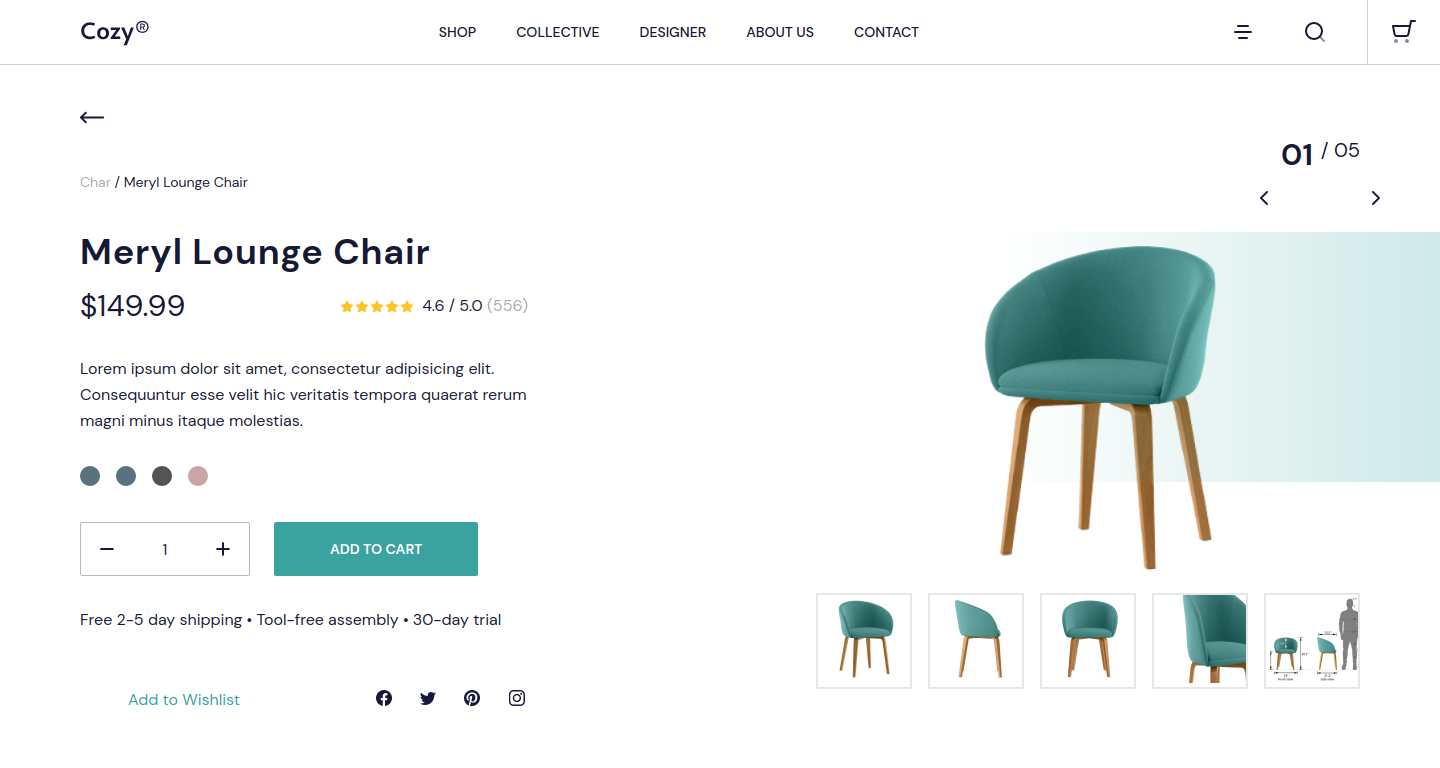 Cozy®
SHOP COLLECTIVE DESIGNER ABOUT US CONTACT
01 / 05
Char / Meryl Lounge Chair
Meryl Lounge Chair
$149.99
4.6 / 5.0 (556)
Lorem ipsum dolor sit amet, consectetur adipisicing elit.
Consequuntur esse velit hic veritatis tempora quaerat rerum
magni minus itaque molestias.
1
ADD TO CART
Free 2-5 day shipping • Tool-free assembly • 30-day trial
Add to Wishlist